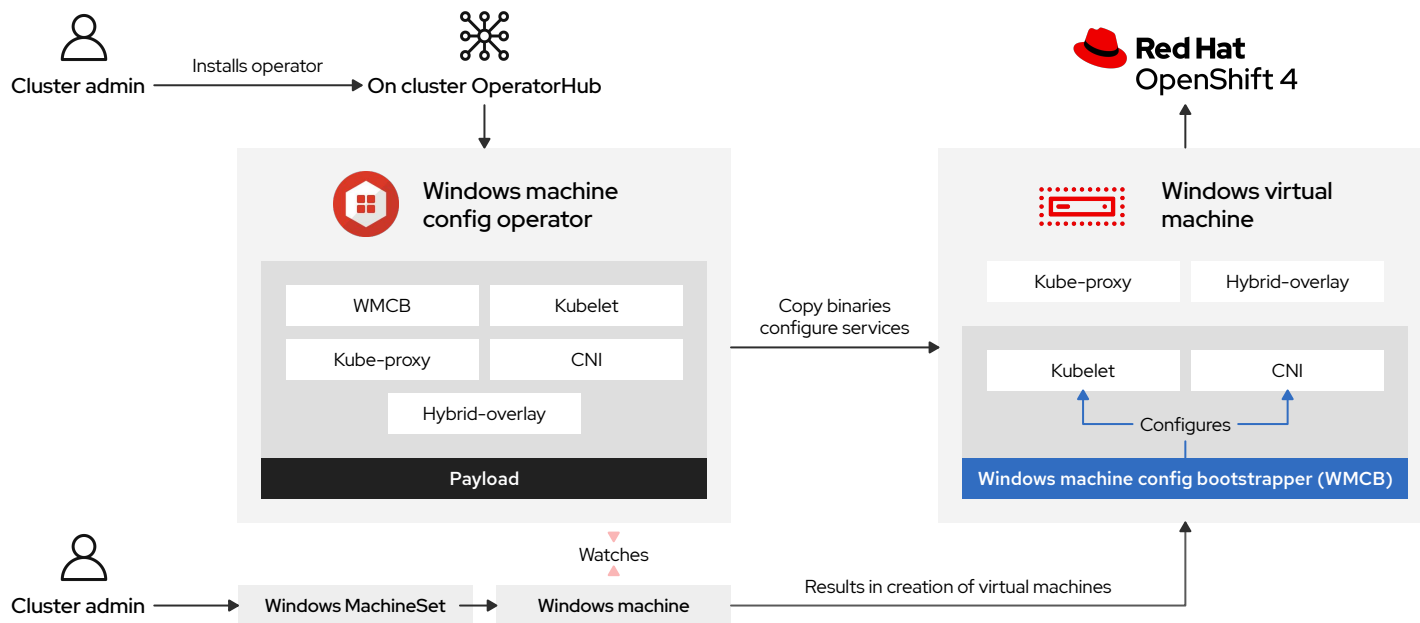 Cluster admin
Installs operator
On cluster OperatorHub
Red Hat
OpenShift 4
Windows machine
config operator
WMCB
Kubelet
Kube-proxy
CNI
Hybrid-overlay
Payload
Copy binaries
configure services
Windows virtual
machine
Kube-proxy
Hybrid-overlay
Kubelet
CNI
Configures
Windows machine config bootstrapper (WMCB)
Watches
Cluster admin
Windows MachineSet
Windows machine
Results in creation of virtual machines